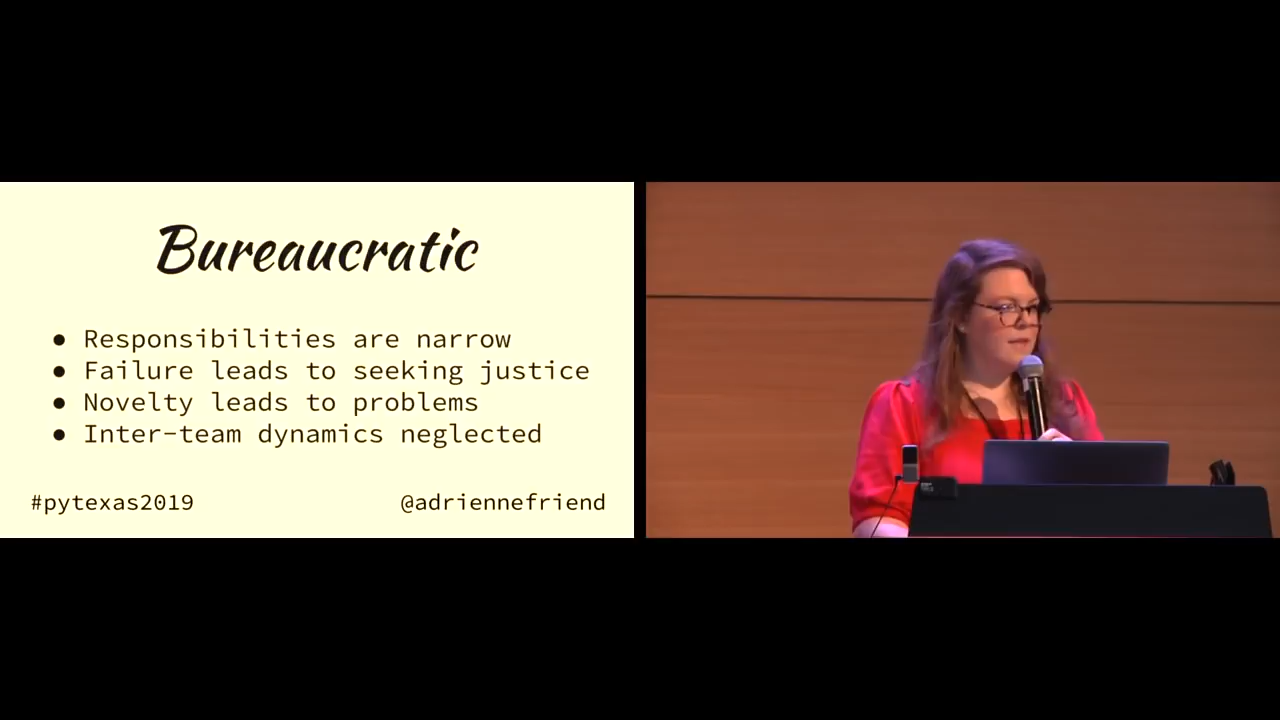 Bureaucratic
● Responsibilities are narrow
● Failure leads to seeking justice
● Novelty leads to problems
● Inter-team dynamics neglected
#pytexas2019
@adriennefriend